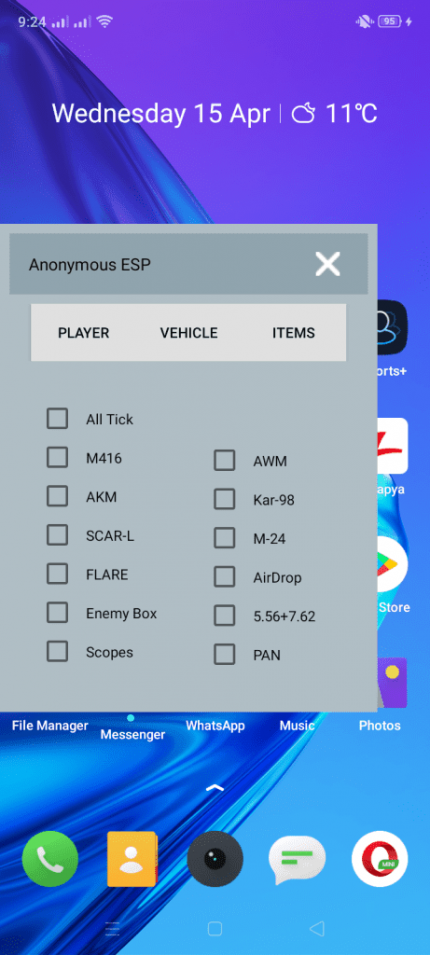 9:24
95
Wednesday 15 Apr | 11°C
Anonymous ESP
PLAYER VEHICLE ITEMS
All Tick
M416
AKM
SCAR-L
FLARE
Enemy Box
Scopes
AWM
Kar-98
M-24
AirDrop
5.56+7.62
PAN
orts+
apya
Store
File Manager
Messenger
WhatsApp
Music
Photos
MINI